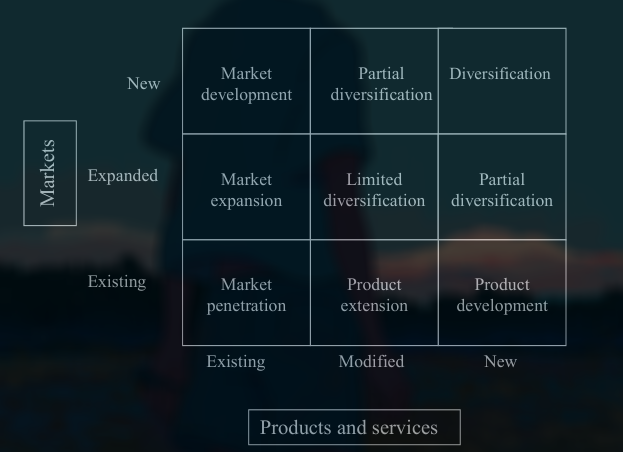 New
Market
development
Partial
diversification
Diversification
Markets
Expanded
Market
expansion
Limited
diversification
Partial
diversification
Existing
Market
penetration
Product
extension
Product
development
Existing
Modified
New
Products and services